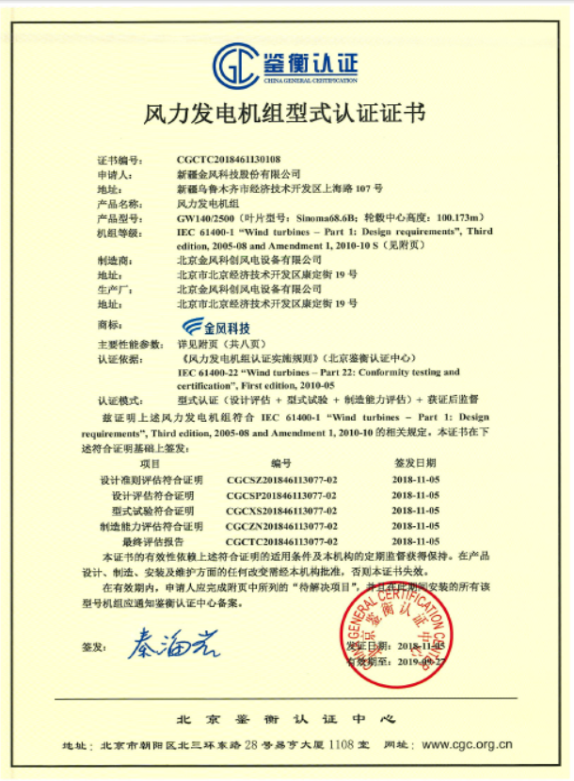 CGC 鉴衡认证
CHINA GENERAL CERTIFICATION
风力发电机组型式认证证书
证书编号： CGCTC2018461130108
申请人： 新疆金风科技股份有限公司
地址： 新疆乌鲁木齐市经济技术开发区上海路 107 号
产品名称： 风力发电机组
产品型号： GW140/2500（叶片型号：Sinoma68.6B；轮毂中心高度：100.173m）
机组等级： IEC 61400-1 “Wind turbines – Part 1: Design requirements”, Third
edition, 2005-08 and Amendment 1, 2010-10 S（见附页）
制造商： 北京金风科创风电设备有限公司
地址： 北京市北京经济技术开发区康定街 19 号
生产厂： 北京金风科创风电设备有限公司
地址： 北京市北京经济技术开发区康定街 19 号
商标： 金风科技
主要性能参数： 详见附页（共八页）
认证依据： 《风力发电机组认证实施规则》（北京鉴衡认证中心）
IEC 61400-22 “Wind turbines – Part 22: Conformity testing and
certification”, First edition, 2010-05
认证模式： 型式认证（设计评估 + 型式试验 + 制造能力评估）+ 获证后监督
兹证明上述风力发电机组符合 IEC 61400-1 “Wind turbines – Part 1: Design
requirements”, Third edition, 2005-08 and Amendment 1, 2010-10 的相关规定。本证书在下
述符合证明基础上签发：
项目 编号 签发日期
设计准则评估符合证明 CGCSZ201846113077-02 2018-11-05
设计评估符合证明 CGCSP201846113077-02 2018-11-05
型式试验符合证明 CGCXS201846113077-02 2018-11-05
制造能力评估符合证明 CGCZN201846113077-02 2018-11-05
最终评估报告 CGCTC201846113077-02 2018-11-05
本证书的有效性依赖上述符合证明的适用条件及本机构的定期监督获得保持。在产品
设计、制造、安装及维护方面的任何改变需经本机构批准，否则本证书失效。
在有效期内，申请人应完成附页中所列的“待解决项目”，并且在此期间安装的所有该
型号机组应通知鉴衡认证中心备案。
签发： 秦海岩
发证日期： 2018-11-05
有效期至： 2019-09-27
CHINA GENERAL CERTIFICATION CENTER
北京鉴衡认证中心
北京鉴衡认证中心
地址：北京市朝阳区北三环东路 28 号易亨大厦 1108 室 网址：www.cgc.org.cn